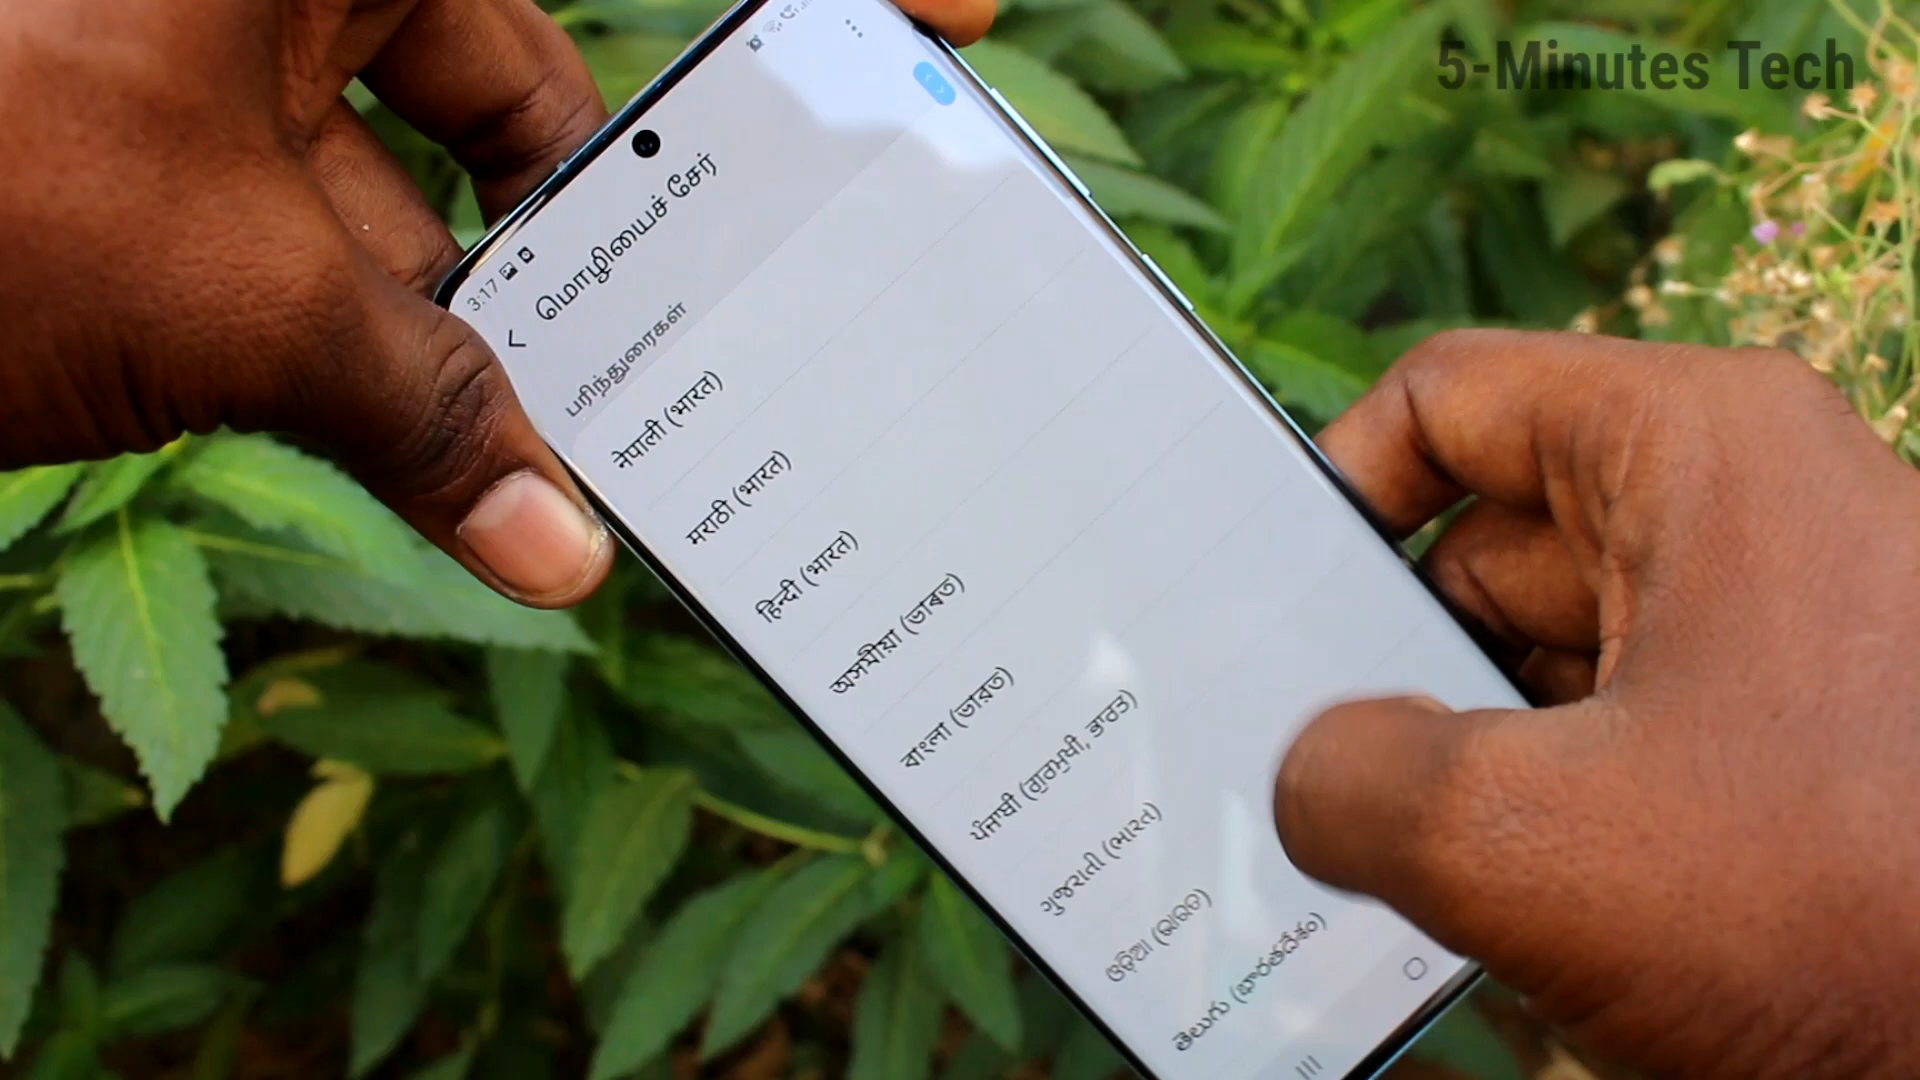 5-Minutes Tech
3:17
மொழியைச் சேர்
பரிந்துரைகள்
नेपाली (भारत)
मराठी (भारत)
हिन्दी (भारत)
অসমীয়া (ভাৰত)
বাংলা (ভারত)
ਪੰਜਾਬੀ (ਗੁਰਮੁਖੀ, ਭਾਰਤ)
ગુજરાતી (ભારત)
ଓଡ଼ିଆ (ଭାରତ)
తెలుగు (భారతదేశం)